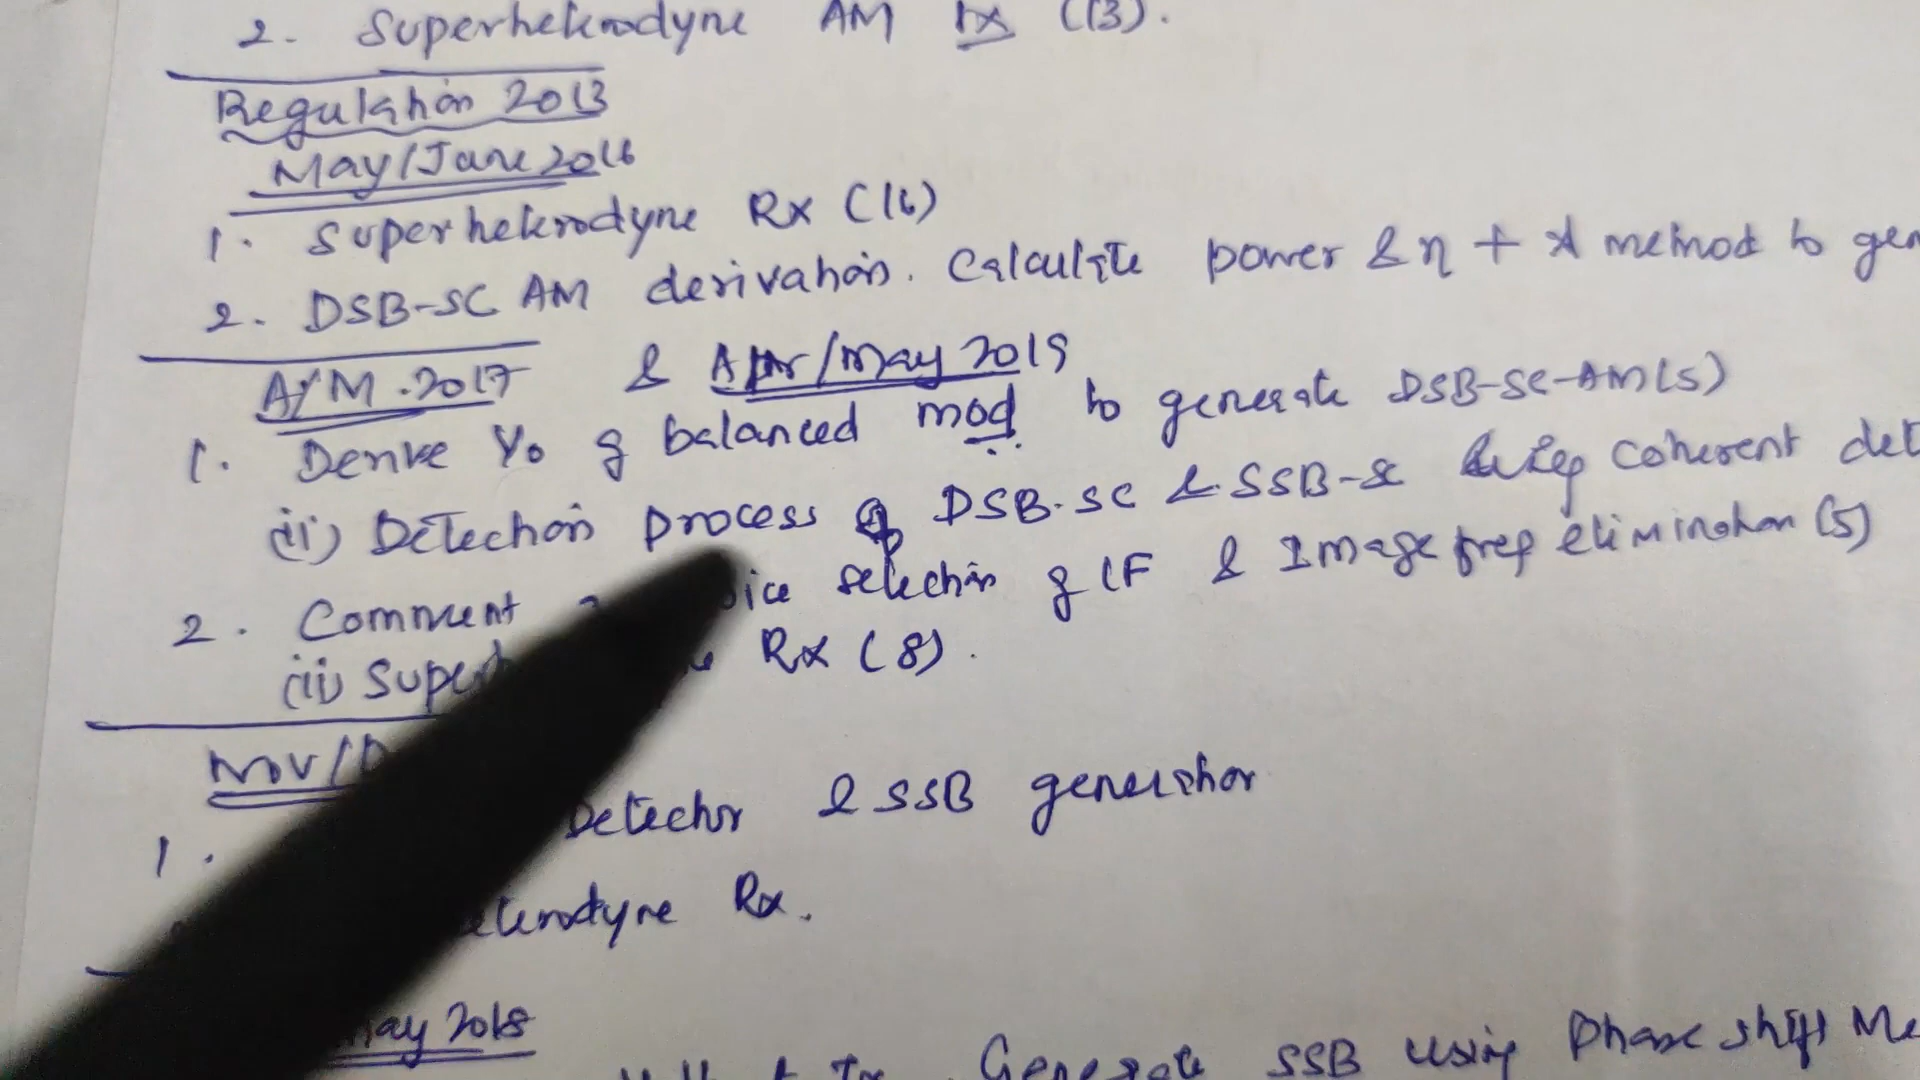 2. Superheterodyne AM Tx (13).
Regulation 2013
May/June 2016
1. Superheterodyne Rx (16)
2. DSB-SC AM derivation. Calculate power & η + A method to gen
A/M.2017 & Apr/May 2019
1. Derive Vo of balanced mod to generate DSB-SC-AM(5)
(ii) Detection process of DSB-SC & SSB-SC using coherent det
2. Comment selection of IF & Image freq elimination (5)
(ii) Super Rx (8).
Nov/D
1. Detector & SSB generation
eterodyne Rx.
ay 2018
Generate SSB using Phase shift Me